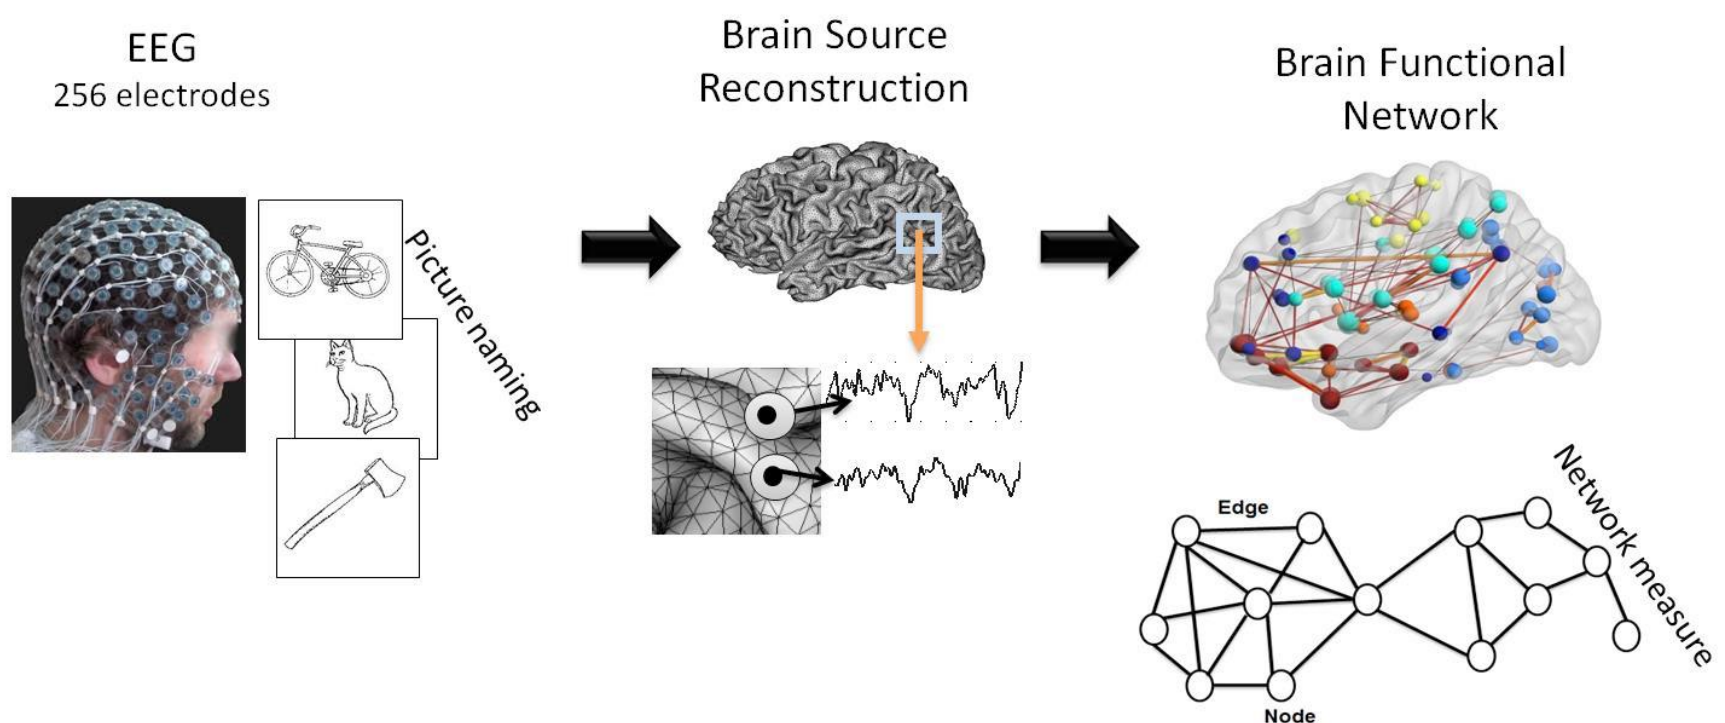 EEG
256 electrodes
Picture naming
Brain Source
Reconstruction
Brain Functional
Network
Edge
Node
Network measure